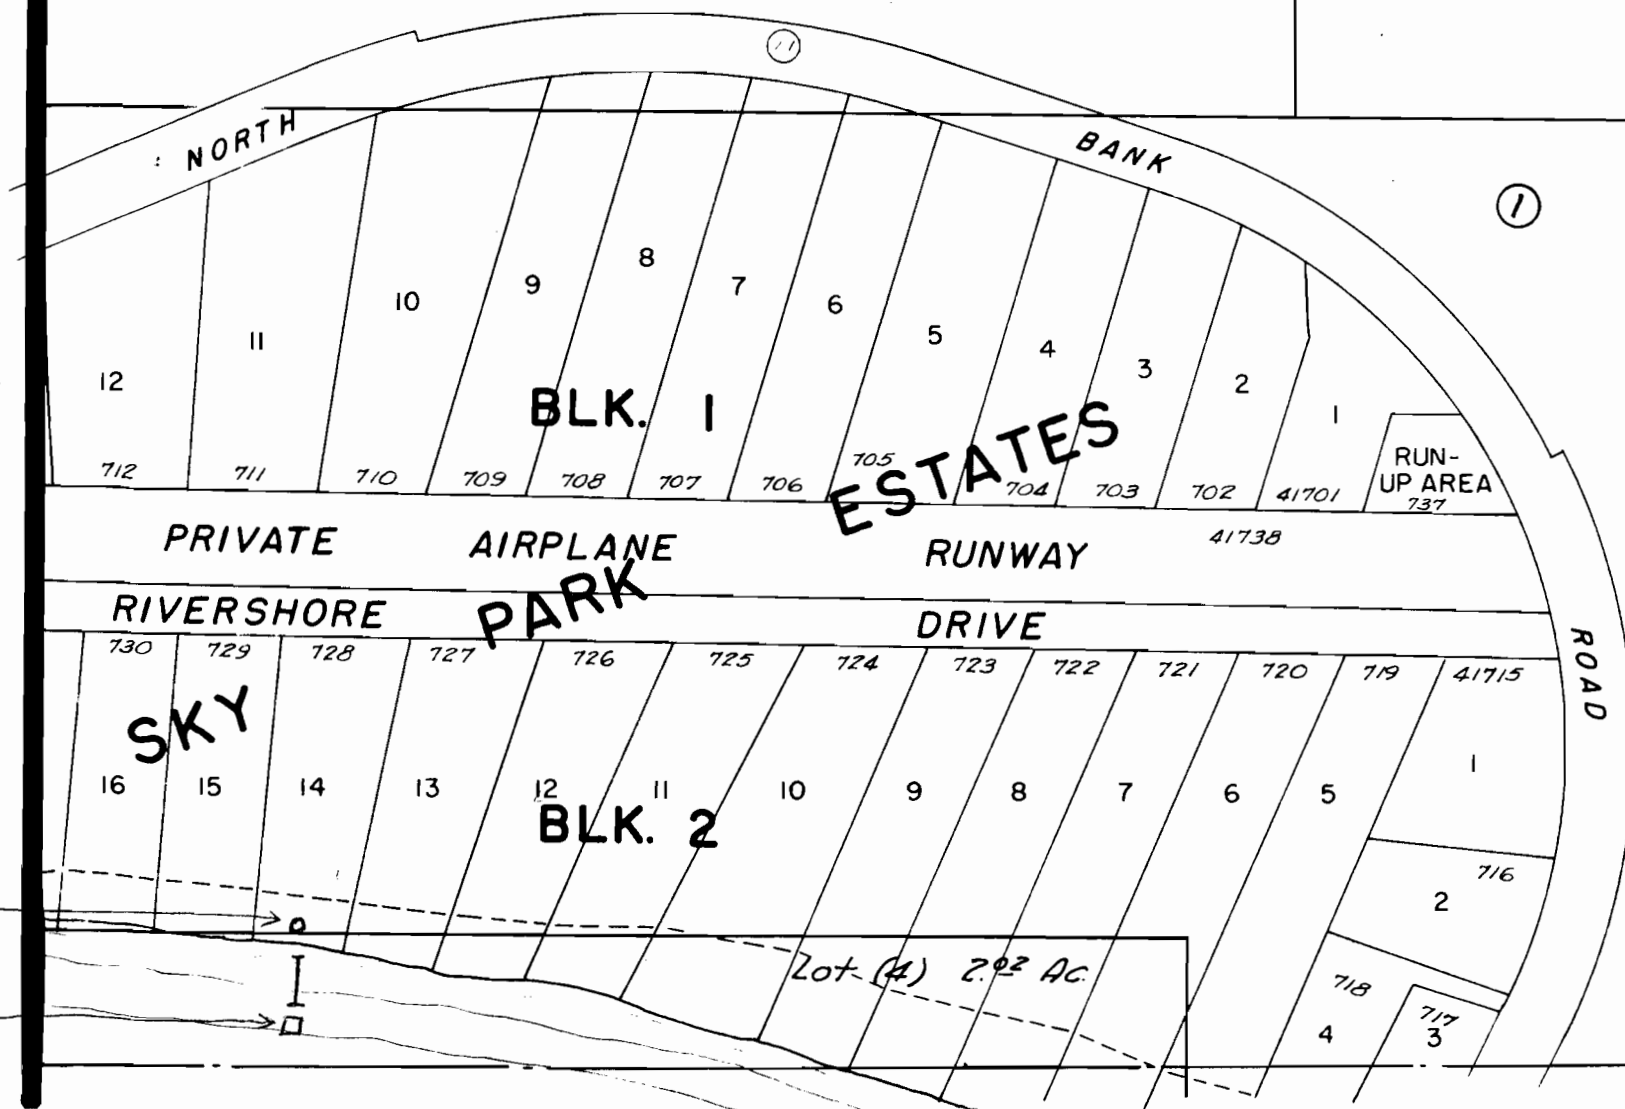 NORTH
BANK
1
8
9
7
10
6
5
11
4
3
12
2
1
BLK. 1
RUN-
UP AREA
737
712 711 710 709 708 707 706 705 704 703 702 41701
ESTATES
PRIVATE AIRPLANE RUNWAY
41738
PARK
RIVERSHORE DRIVE
ROAD
730 729 728 727 726 725 724 723 722 721 720 719 41715
SKY
16 15 14 13 12 11 10 9 8 7 6 5 1
BLK. 2
716
2
Lot (4) 2.02 Ac.
718
4
717
3